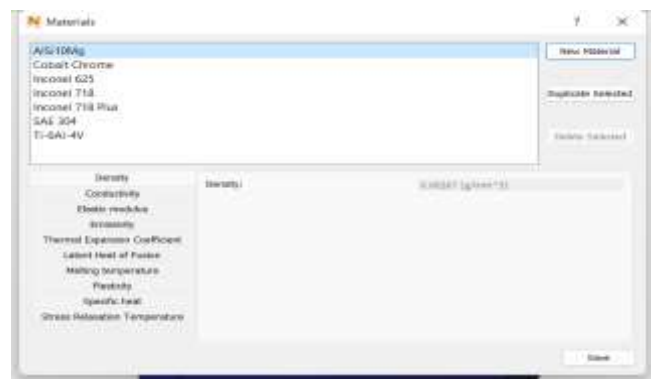 Materials
? ×
AlSi10Mg
Cobalt Chrome
Inconel 625
Inconel 718
Inconel 718 Plus
SAE 304
Ti-6Al-4V
New Material
Duplicate Selected
Delete Selected
Density
Conductivity
Elastic modulus
Emissivity
Thermal Expansion Coefficient
Latent Heat of Fusion
Melting temperature
Plasticity
Specific heat
Stress Relaxation Temperature
Density:
(g/mm^3)
Save